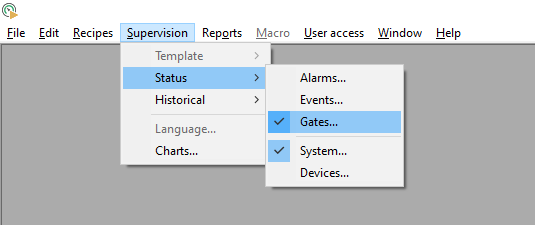 File Edit Recipes Supervision Reports Macro User access Window Help
Template
Status
Historical
Language...
Charts...
Alarms...
Events...
Gates...
System...
Devices...